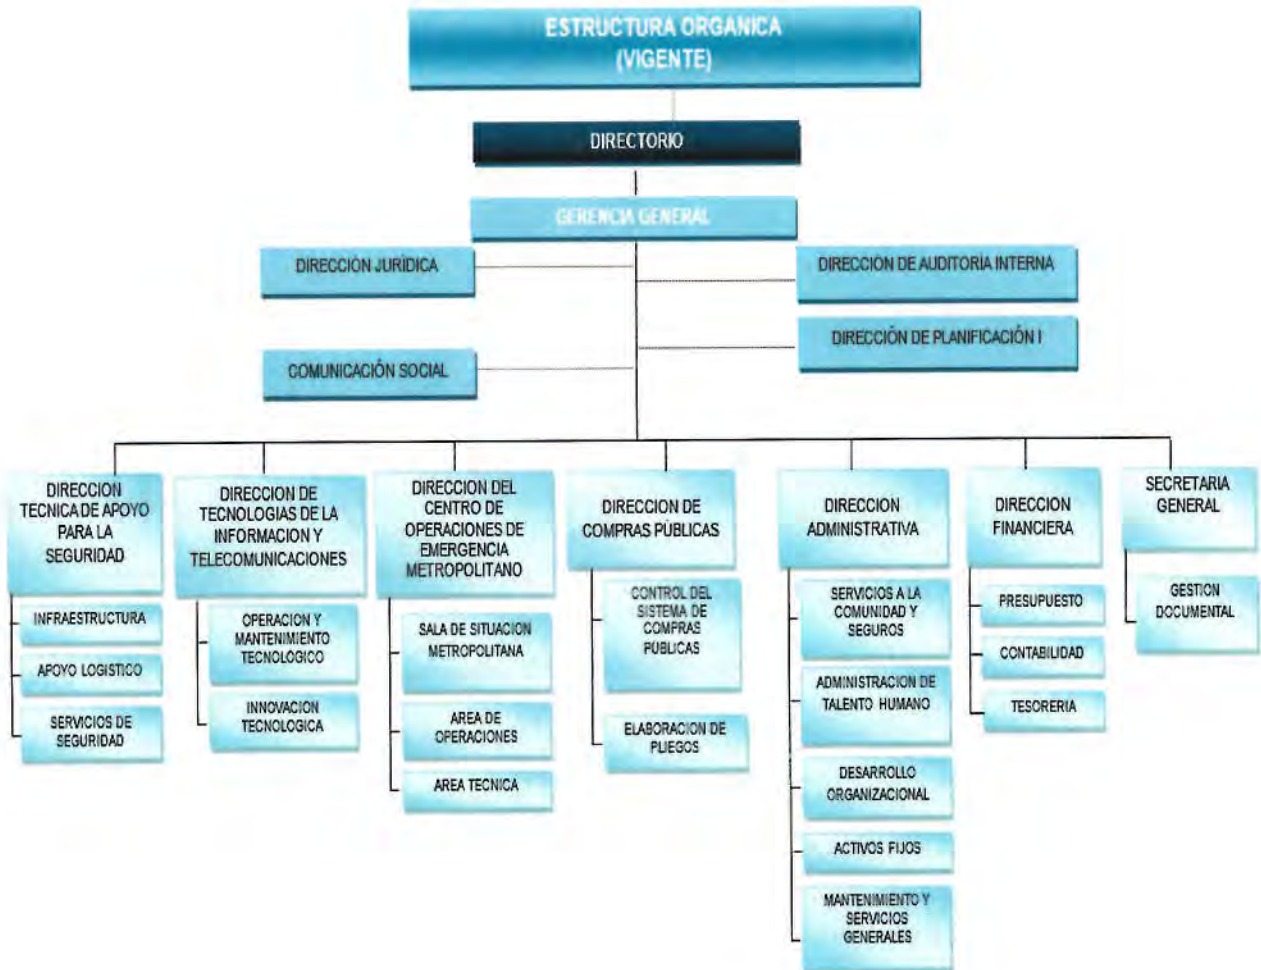 ESTRUCTURA ORGANICA
(VIGENTE)
DIRECTORIO
GERENCIA GENERAL
DIRECCIÓN JURÍDICA
DIRECCIÓN DE AUDITORÍA INTERNA
DIRECCIÓN DE PLANIFICACIÓN I
COMUNICACIÓN SOCIAL
DIRECCION
TECNICA DE APOYO
PARA LA
SEGURIDAD
INFRAESTRUCTURA
APOYO LOGISTICO
SERVICIOS DE
SEGURIDAD
DIRECCION DE
TECNOLOGIAS DE LA
INFORMACION Y
TELECOMUNICACIONES
OPERACION Y
MANTENIMIENTO
TECNOLOGICO
INNOVACION
TECNOLOGICA
DIRECCION DEL
CENTRO DE
OPERACIONES DE
EMERGENCIA
METROPOLITANO
SALA DE SITUACION
METROPOLITANA
AREA DE
OPERACIONES
AREA TECNICA
DIRECCION DE
COMPRAS PÚBLICAS
CONTROL DEL
SISTEMA DE
COMPRAS
PÚBLICAS
ELABORACION DE
PLIEGOS
DIRECCION
ADMINISTRATIVA
SERVICIOS A LA
COMUNIDAD Y
SEGUROS
ADMINISTRACION DE
TALENTO HUMANO
DESARROLLO
ORGANIZACIONAL
ACTIVOS FIJOS
MANTENIMIENTO Y
SERVICIOS
GENERALES
DIRECCION
FINANCIERA
PRESUPUESTO
CONTABILIDAD
TESORERIA
SECRETARIA
GENERAL
GESTION
DOCUMENTAL